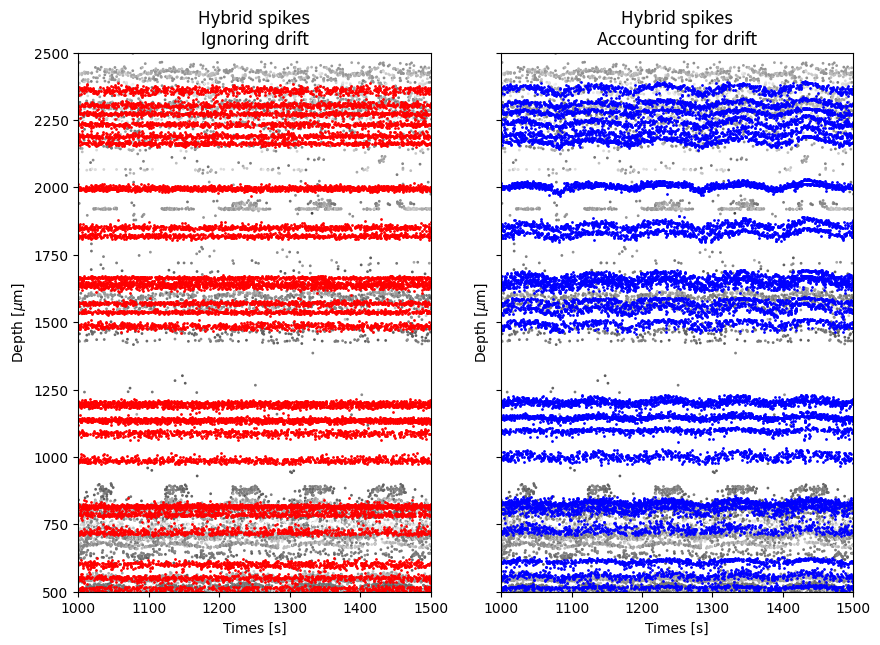 Hybrid spikes
Ignoring drift
Hybrid spikes
Accounting for drift
Depth [μm]
2500
2250
2000
1750
1500
1250
1000
750
500
1000 1100 1200 1300 1400 1500
Times [s]
Depth [μm]
1000 1100 1200 1300 1400 1500
Times [s]